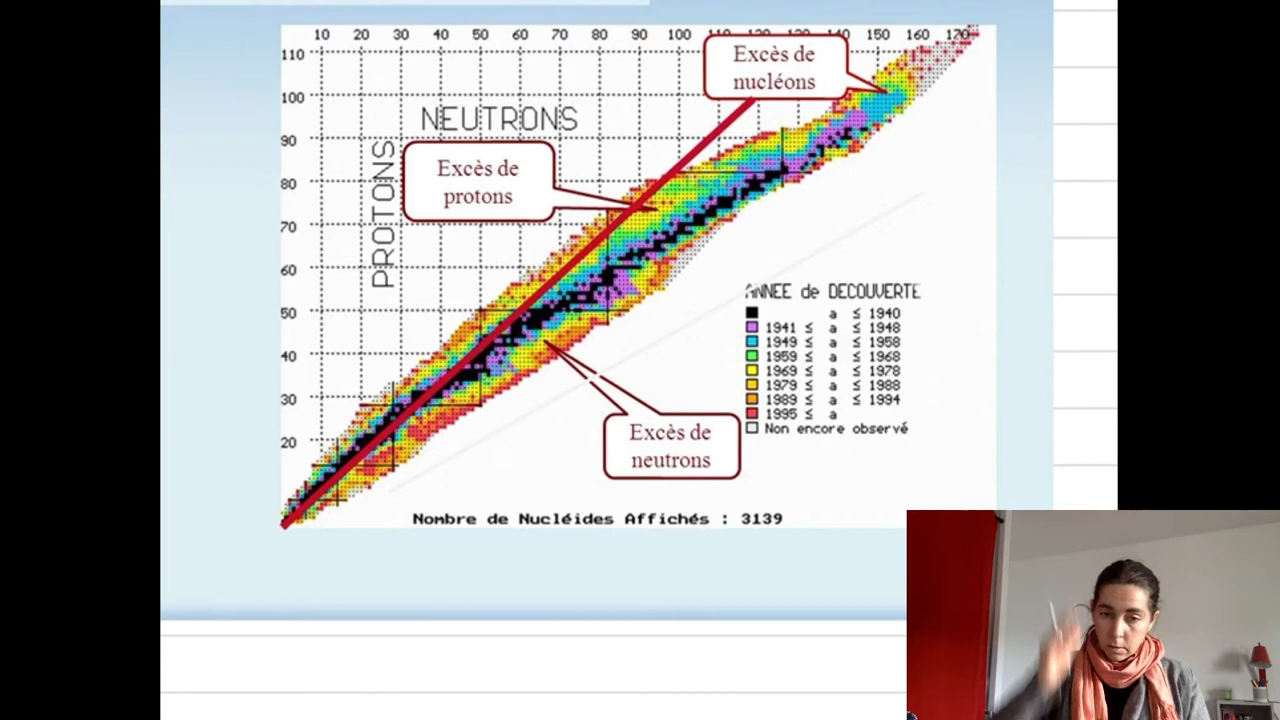 10 20 30 40 50 60 70 80 90 100 110 120 130 140 150 160 170
110
100
90
80
70
60
50
40
30
20
NEUTRONS
PROTONS
Excès de
nucléons
Excès de
protons
Excès de
neutrons
ANNEE de DECOUVERTE
a ≤ 1940
1941 ≤ a ≤ 1948
1949 ≤ a ≤ 1958
1959 ≤ a ≤ 1968
1969 ≤ a ≤ 1978
1979 ≤ a ≤ 1988
1989 ≤ a ≤ 1994
1995 ≤ a
Non encore observé
Nombre de Nucléides Affichés : 3139